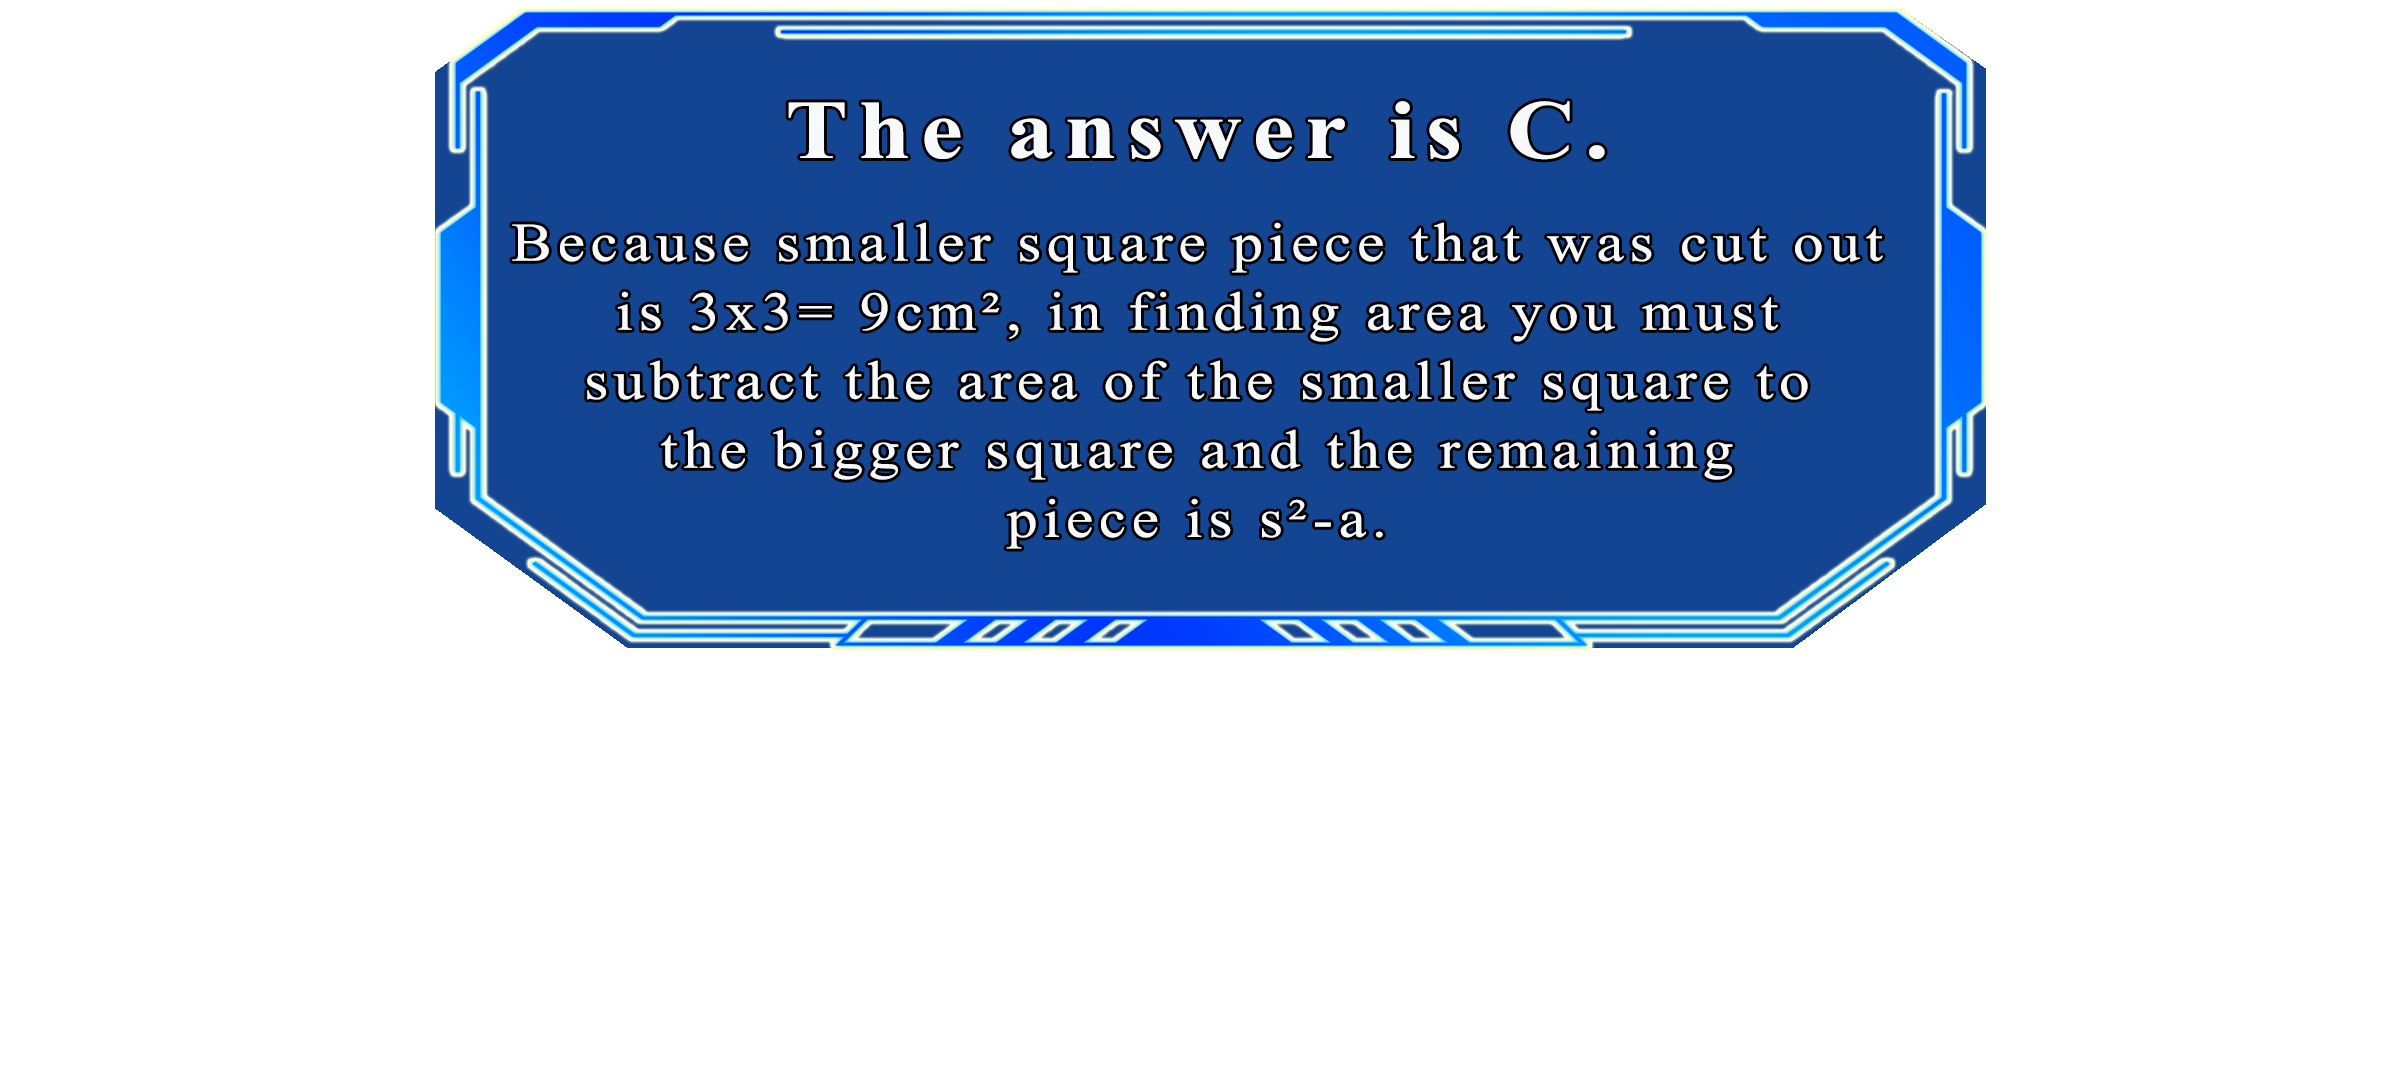 The answer is C.
Because smaller square piece that was cut out
is 3x3= 9cm², in finding area you must
subtract the area of the smaller square to
the bigger square and the remaining
piece is s²-a.